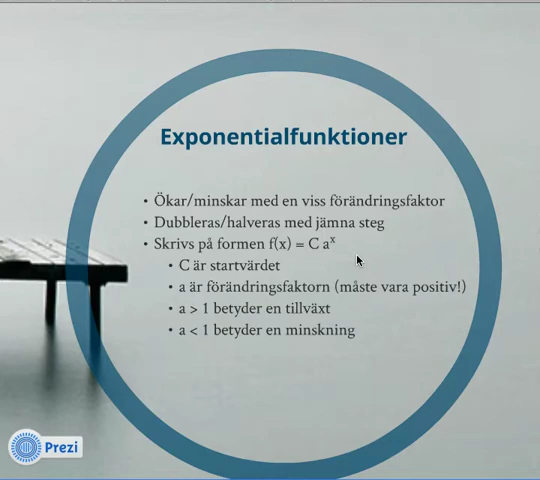 Exponentialfunktioner
• Ökar/minskar med en viss förändringsfaktor
• Dubbleras/halveras med jämna steg
• Skrivs på formen f(x) = C aˣ
• C är startvärdet
• a är förändringsfaktorn (måste vara positiv!)
• a > 1 betyder en tillväxt
• a < 1 betyder en minskning
Prezi